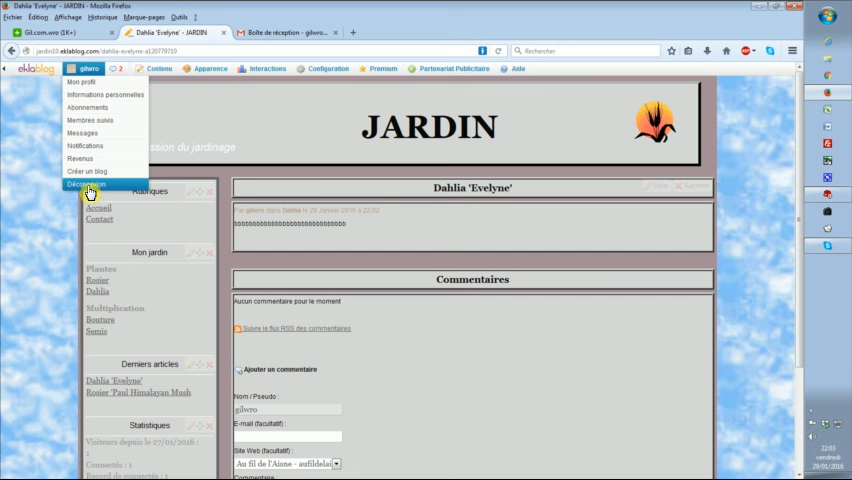 Dahlia 'Evelyne' - JARDIN - Mozilla Firefox
Fichier Édition Affichage Historique Marque-pages Outils ?
Gil.com.wro (1K+) Dahlia 'Evelyne' - JARDIN Boîte de réception - gilwro...
jardin10.eklablog.com/dahlia-evelyne-a120779710 Rechercher
eklablog gilwro 2 Contenu Apparence Interactions Configuration Premium Partenariat Publicitaire Aide
Mon profil
Informations personnelles
Abonnements
Membres suivis
Messages
Notifications
Revenus
Créer un blog
Déconnexion
JARDIN
ssion du jardinage
Rubriques
Accueil
Contact
Mon jardin
Plantes
Rosier
Dahlia
Multiplication
Bouture
Semis
Derniers articles
Dahlia 'Evelyne'
Rosier 'Paul Himalayan Mush
Statistiques
Visiteurs depuis le 27/01/2016 :
1
Connectés : 1
Record de connectés : 1
Dahlia 'Evelyne'
Editer Supprimer
Par gilwro dans Dahlia le 28 Janvier 2016 à 22:02
Commentaires
Aucun commentaire pour le moment
Suivre le flux RSS des commentaires
Ajouter un commentaire
Nom / Pseudo :
gilwro
E-mail (facultatif) :
Site Web (facultatif) :
Au fil de l'Aisne - aufildelai
Commentaire :
22:03
vendredi
29/01/2016